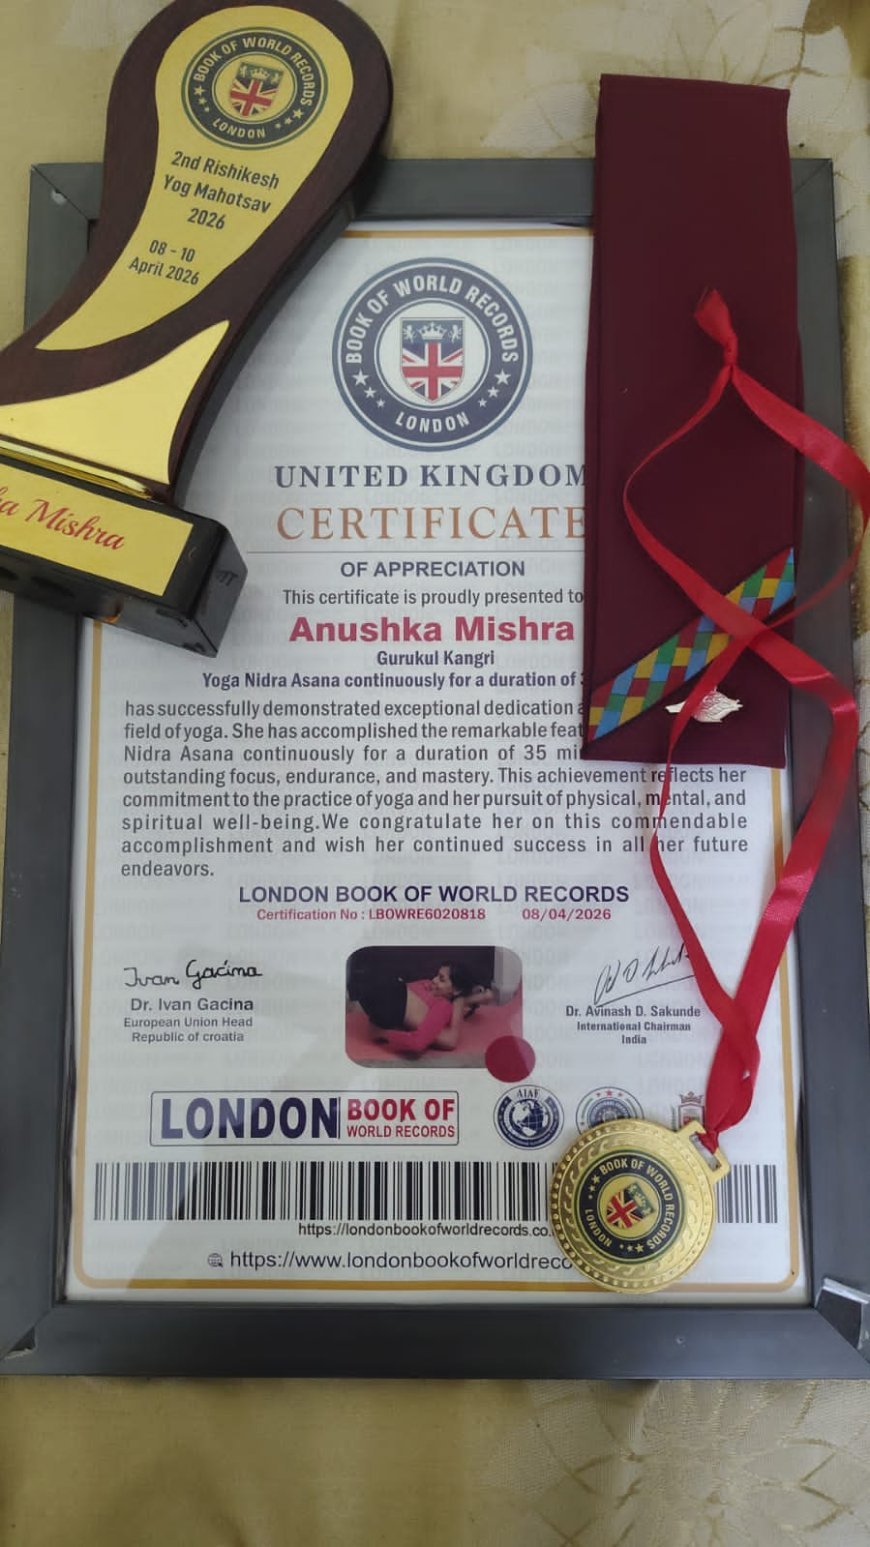 BOOK OF WORLD RECORDS
LONDON
2nd Rishikesh
Yog Mahotsav
2026
08 - 10
April 2026
Mishra
BOOK OF WORLD RECORDS
LONDON
UNITED KINGDOM
CERTIFICATE
OF APPRECIATION
This certificate is proudly presented to
Anushka Mishra
Gurukul Kangri
Yoga Nidra Asana continuously for a duration of
has successfully demonstrated exceptional dedication
field of yoga. She has accomplished the remarkable feat
Nidra Asana continuously for a duration of 35
outstanding focus, endurance, and mastery. This achievement reflects her
commitment to the practice of yoga and her pursuit of physical, mental, and
spiritual well-being.We congratulate her on this commendable
accomplishment and wish her continued success in all her future
endeavors.
LONDON BOOK OF WORLD RECORDS
Certification No : LBOWRE6020818 08/04/2026
Ivan Gacina
Dr. Ivan Gacina
European Union Head
Republic of croatia
Dr. Avinash D. Sakunde
International Chairman
India
LONDON BOOK OF
WORLD RECORDS
AIAF
https://londonbookofworldrecords.co.
https://www.londonbookofworldreco
BOOK OF WORLD RECORDS
LONDON